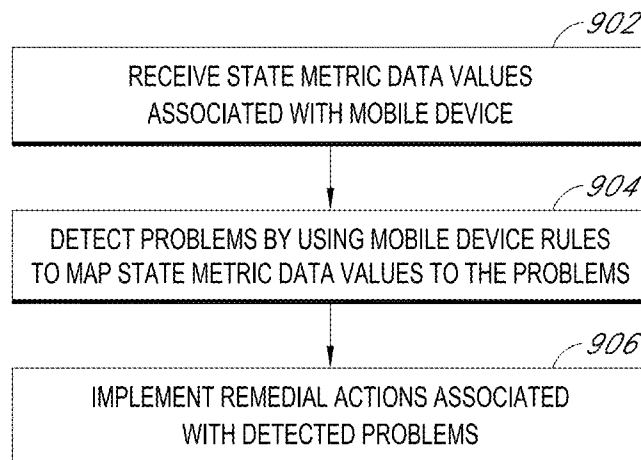 902
RECEIVE STATE METRIC DATA VALUES
ASSOCIATED WITH MOBILE DEVICE
904
DETECT PROBLEMS BY USING MOBILE DEVICE RULES
TO MAP STATE METRIC DATA VALUES TO THE PROBLEMS
906
IMPLEMENT REMEDIAL ACTIONS ASSOCIATED
WITH DETECTED PROBLEMS